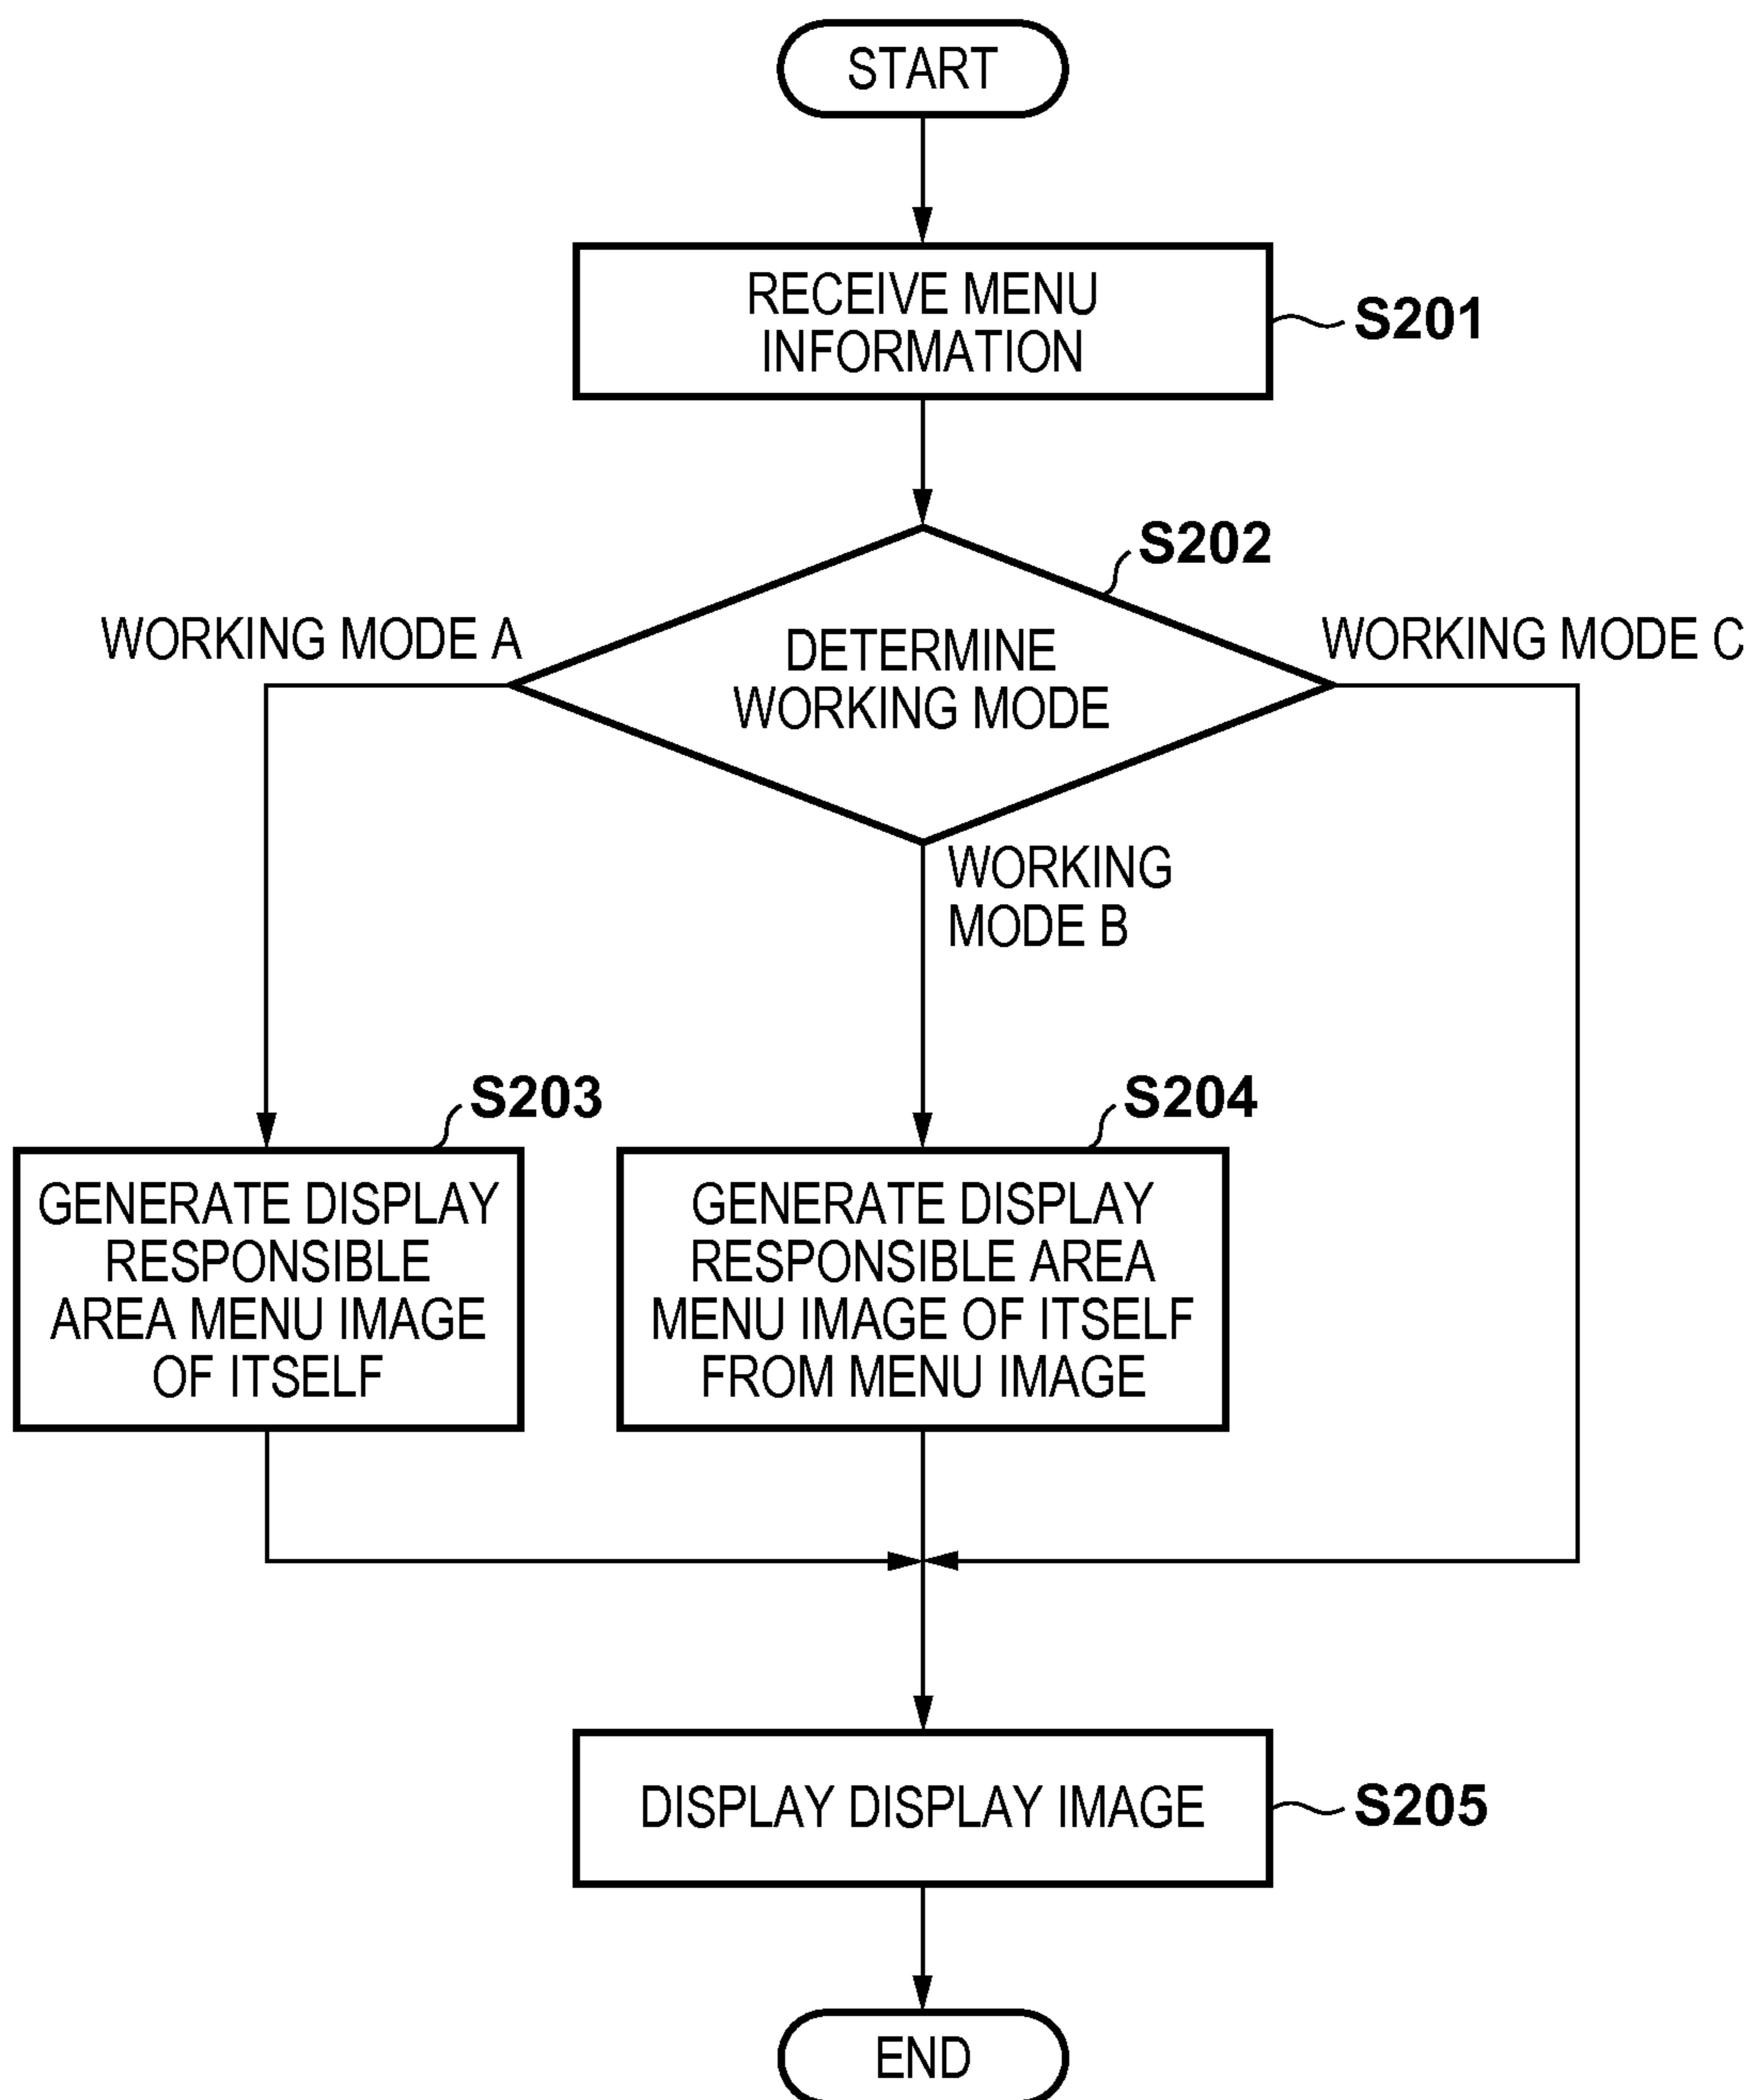 START
RECEIVE MENU
INFORMATION
S201
S202
WORKING MODE A
DETERMINE
WORKING MODE
WORKING MODE C
WORKING
MODE B
S203
GENERATE DISPLAY
RESPONSIBLE
AREA MENU IMAGE
OF ITSELF
S204
GENERATE DISPLAY
RESPONSIBLE AREA
MENU IMAGE OF ITSELF
FROM MENU IMAGE
DISPLAY DISPLAY IMAGE
S205
END